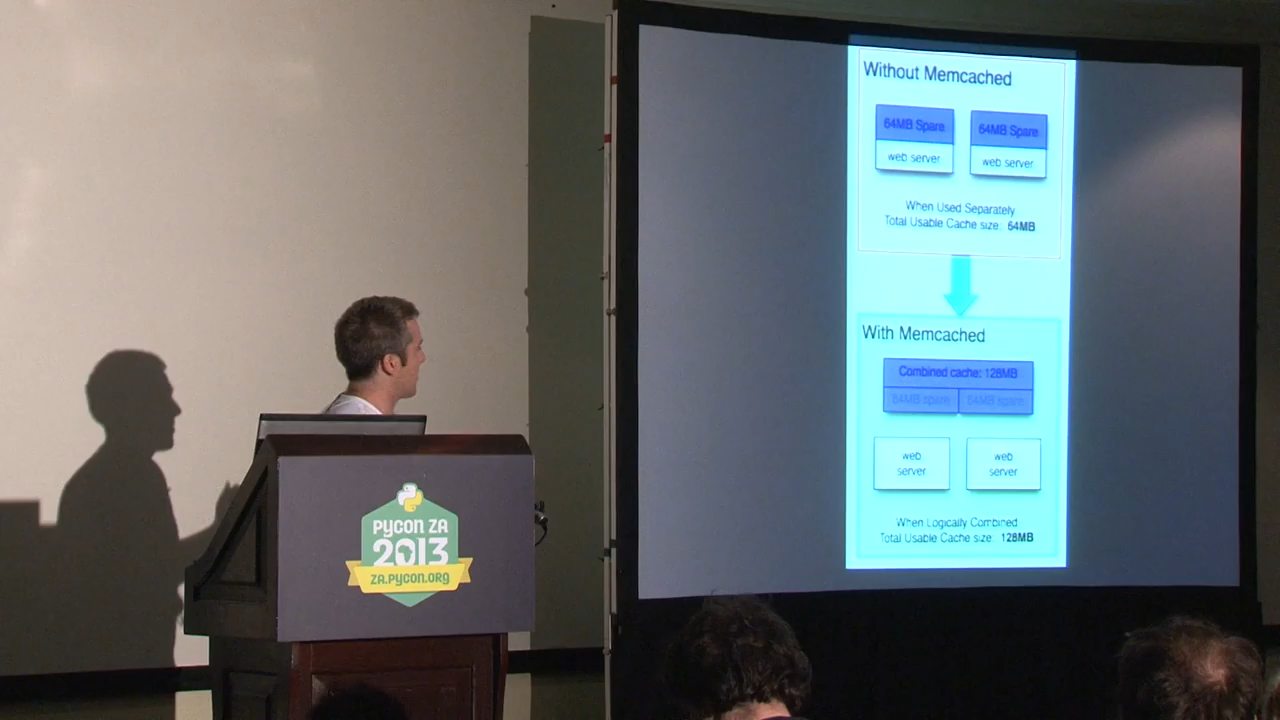 Without Memcached
64MB Spare
64MB Spare
web server
web server
When Used Separately
Total Usable Cache size: 64MB
With Memcached
Combined cache: 128MB
64MB spare
64MB spare
web
server
web
server
When Logically Combined
Total Usable Cache size: 128MB
PYCON ZA
2013
ZA.PYCON.ORG